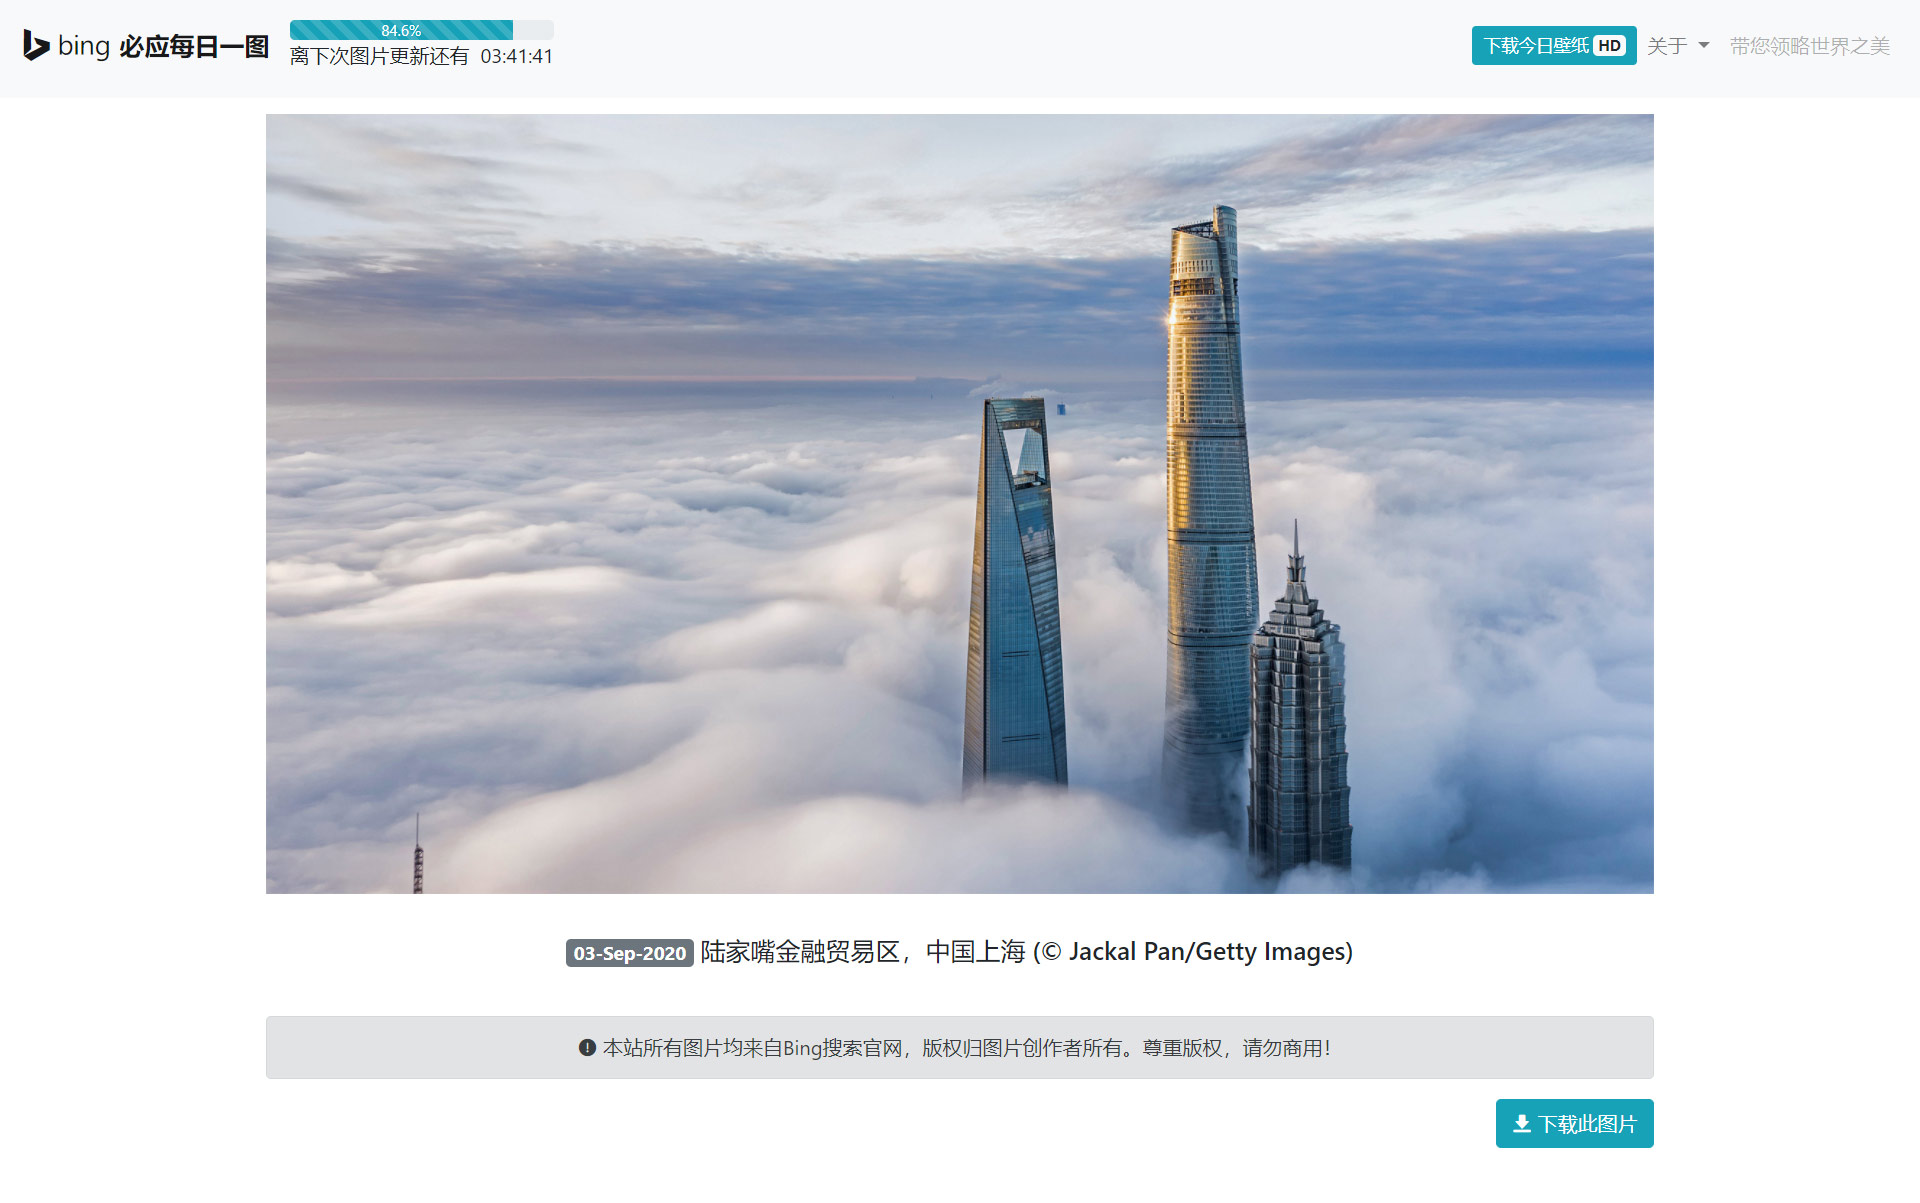 bing 必应每日一图
84.6%
离下次图片更新还有 03:41:41
下载今日壁纸 HD
关于
带您领略世界之美
03-Sep-2020 陆家嘴金融贸易区，中国上海 (© Jackal Pan/Getty Images)
本站所有图片均来自Bing搜索官网，版权归图片创作者所有。尊重版权，请勿商用！
下载此图片